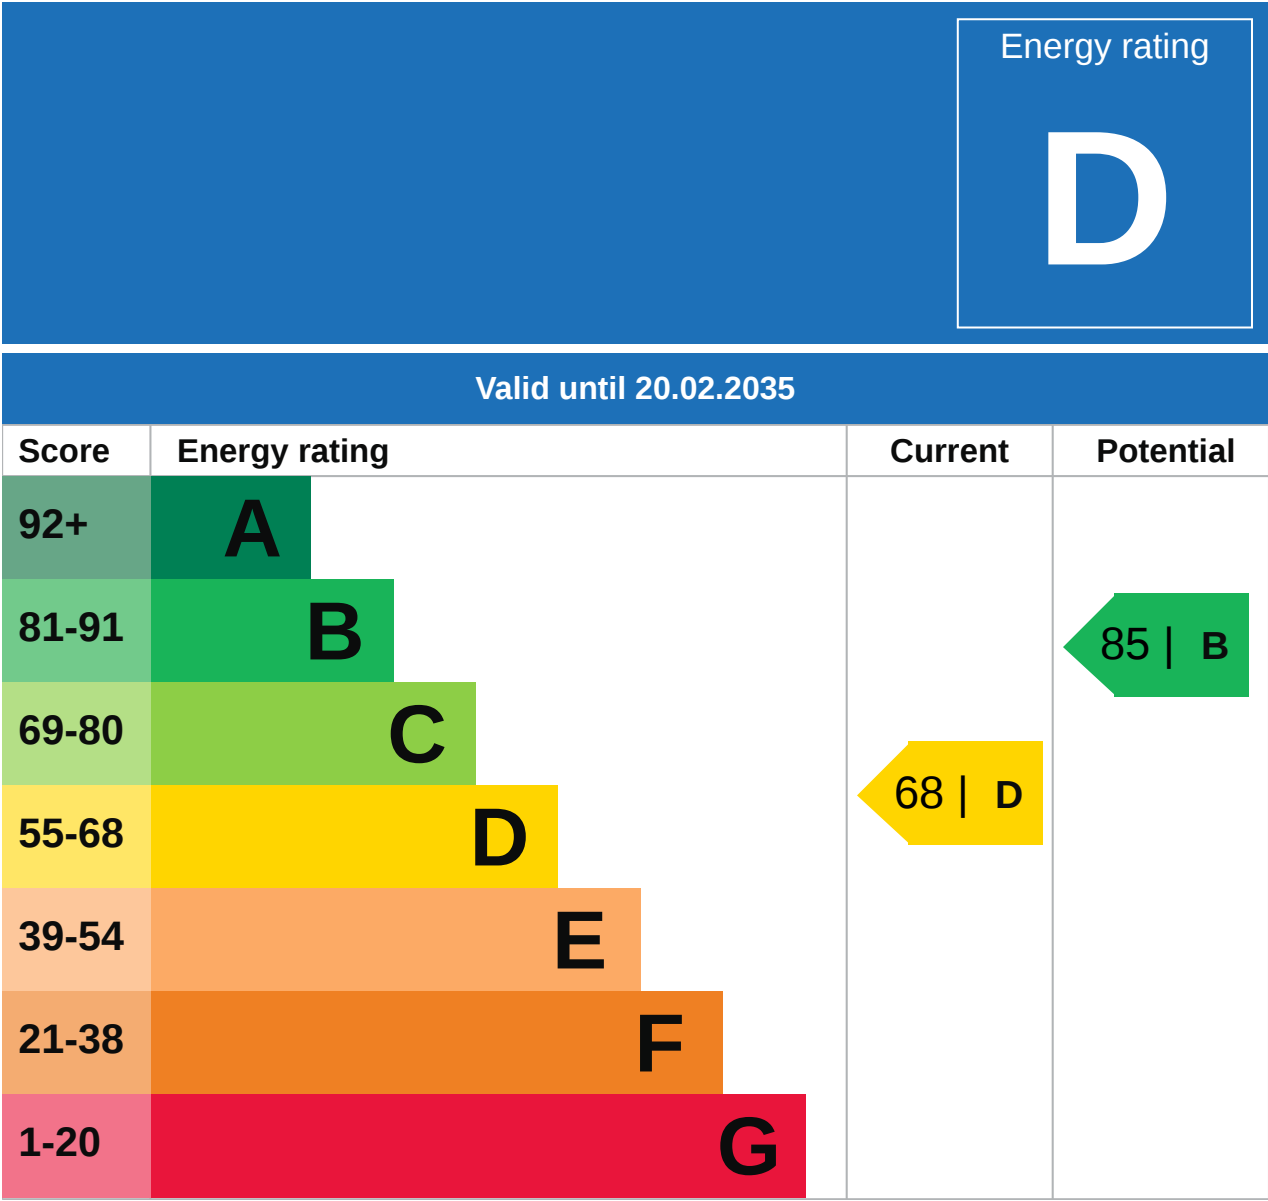 Energy rating
D
Valid until 20.02.2035
Score Energy rating Current Potential
92+ A
81-91 B 85 | B
69-80 C
68 | D
55-68 D
39-54 E
21-38 F
1-20 G